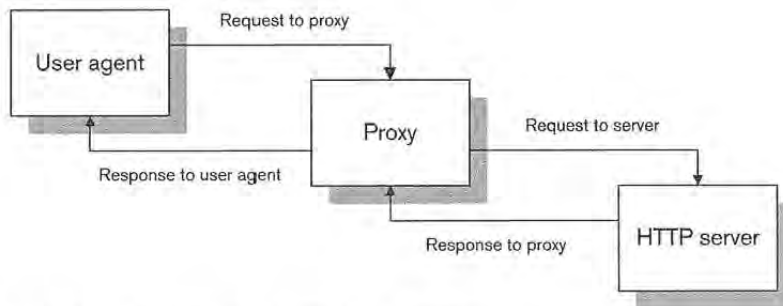 Request to proxy
User agent
Proxy
Request to server
Response to user agent
HTTP server
Response to proxy